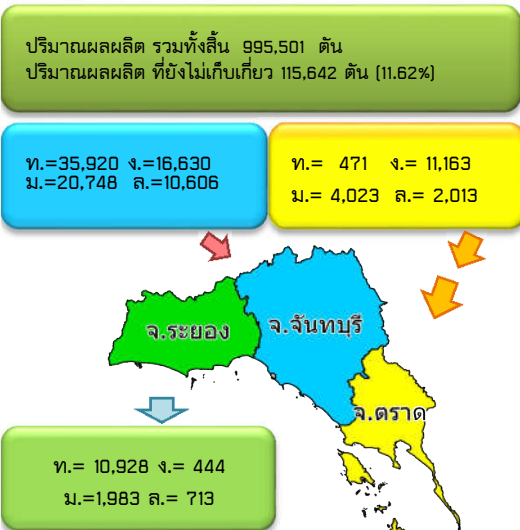 ปริมาณผลผลิต รวมทั้งสิ้น 995,501 ตัน
ปริมาณผลผลิต ที่ยังไม่เก็บเกี่ยว 115,642 ตัน (11.62%)
ท.=35,920 ง.=16,630
ม.=20,748 ล.=10,606
ท.= 471 ง.= 11,163
ม.= 4,023 ล.= 2,013
จ.ระยอง
จ.จันทบุรี
จ.ตราด
ท.= 10,928 ง.= 444
ม.=1,983 ล.= 713